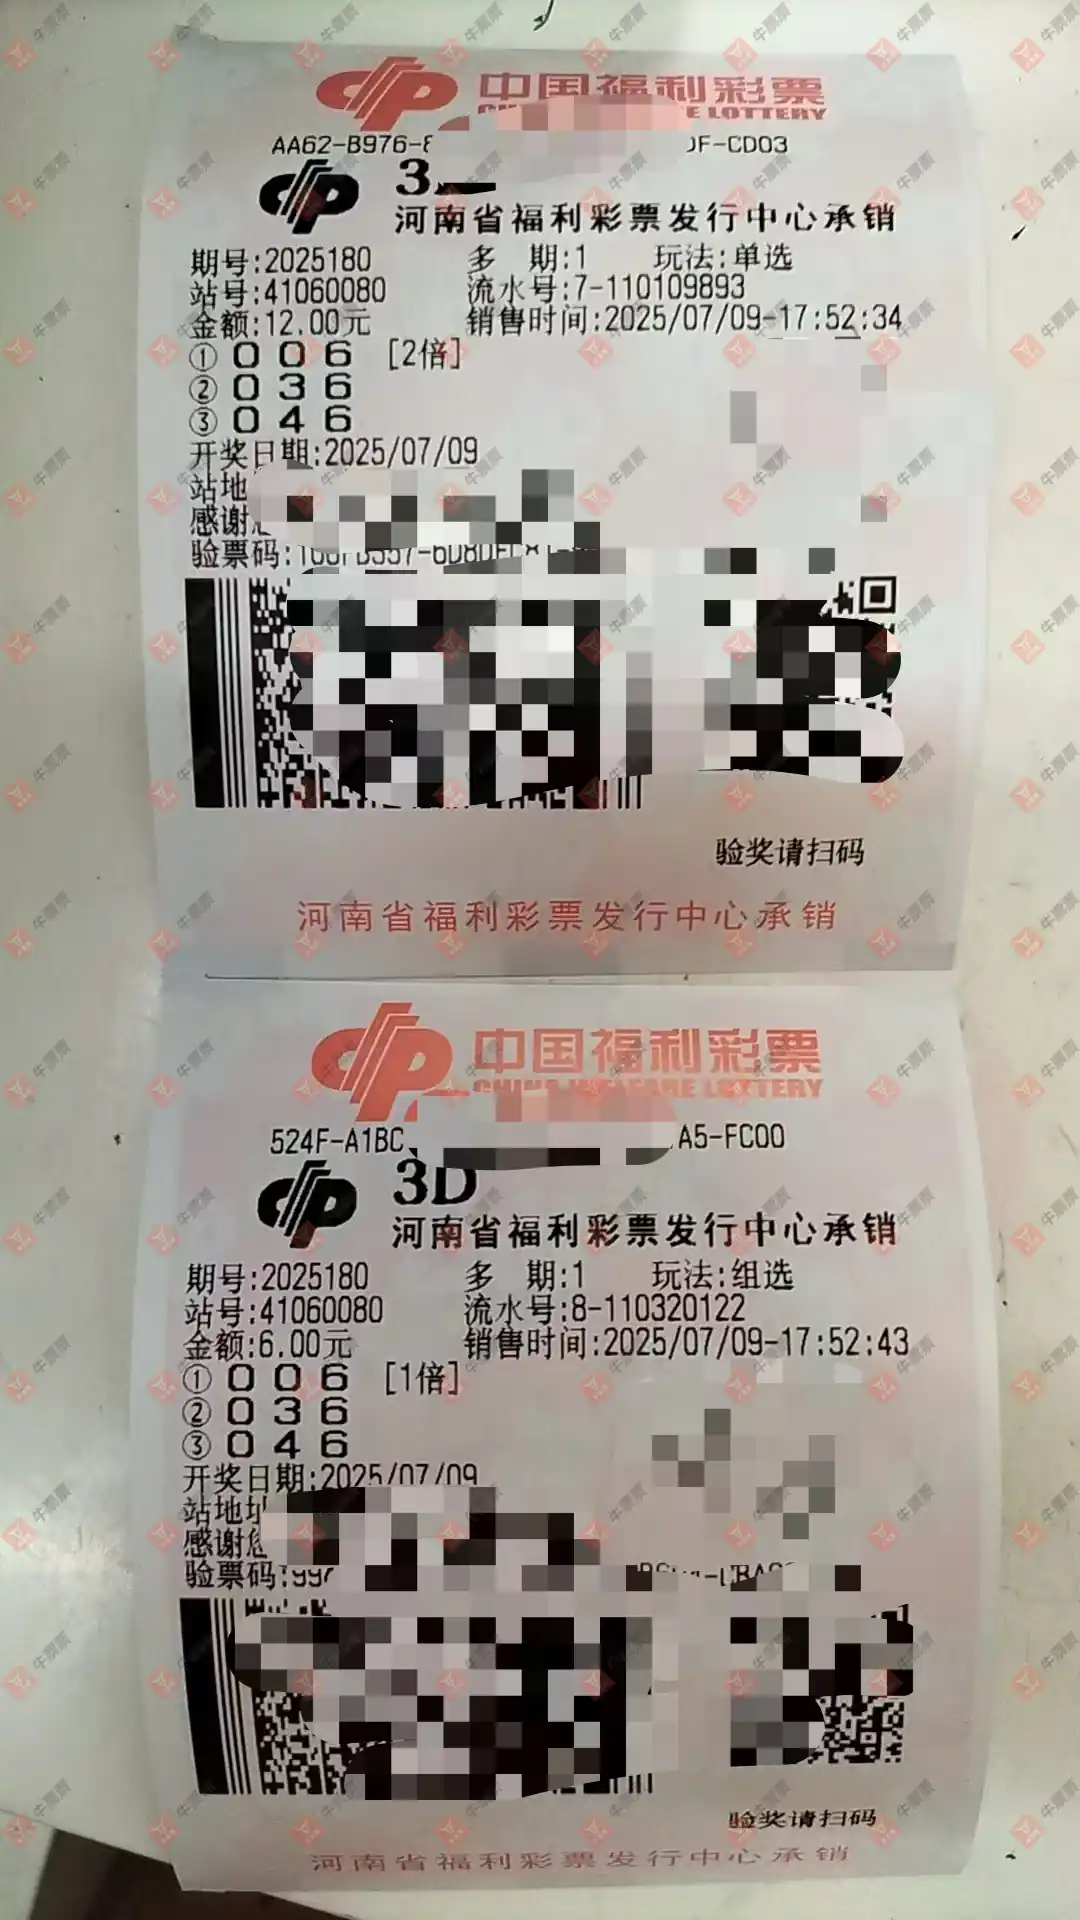 中国福利彩票
E LOTTERY
AA62-B976- DF-CD03
3
河南省福利彩票发行中心承销
期号:2025180 多 期:1 玩法:单选
站号:41060080 流水号:7-110109893
金额:12.00元 销售时间:2025/07/09-17:52:34
① 0 0 6 [2倍]
② 0 3 6
③ 0 4 6
开奖日期:2025/07/09
站地
感谢
验票码:
验奖请扫码
河南省福利彩票发行中心承销
中国福利彩票
CHINA WELFARE LOTTERY
524F-A1BC A5-FC00
3D
河南省福利彩票发行中心承销
期号:2025180 多 期:1 玩法:组选
站号:41060080 流水号:8-110320122
金额:6.00元 销售时间:2025/07/09-17:52:43
① 0 0 6 [1倍]
② 0 3 6
③ 0 4 6
开奖日期:2025/07/09
站地址
感谢您
验票码:99
验奖请扫码
河南省福利彩票发行中心承销
牛票票